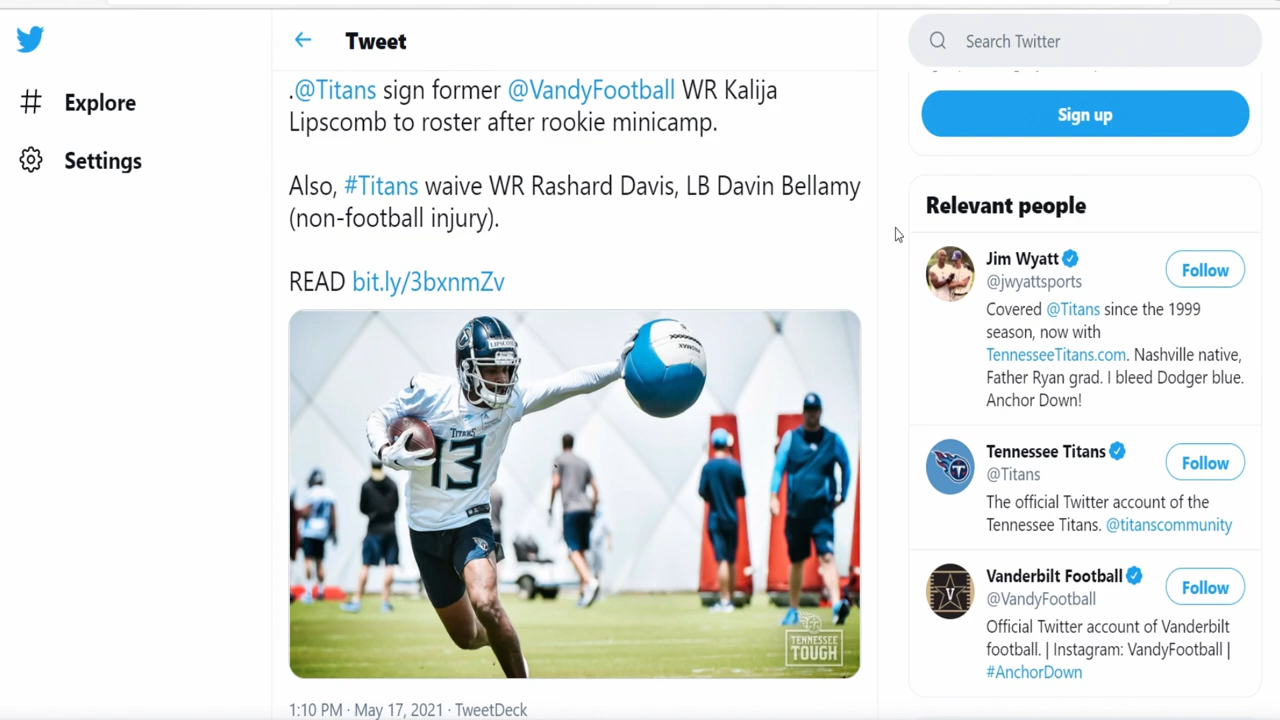 Tweet
Search Twitter
Explore
Settings
.@Titans sign former @VandyFootball WR Kalija
Lipscomb to roster after rookie minicamp.
Also, #Titans waive WR Rashard Davis, LB Davin Bellamy
(non-football injury).
READ bit.ly/3bxnmZv
LIPSCOMB
TITANS
13
TENNESSEE
TOUGH
1:10 PM · May 17, 2021 · TweetDeck
Sign up
Relevant people
Jim Wyatt
@jwyattsports
Follow
Covered @Titans since the 1999
season, now with
TennesseeTitans.com. Nashville native,
Father Ryan grad. I bleed Dodger blue.
Anchor Down!
Tennessee Titans
@Titans
Follow
The official Twitter account of the
Tennessee Titans. @titanscommunity
Vanderbilt Football
@VandyFootball
Follow
V
Official Twitter account of Vanderbilt
football. | Instagram: VandyFootball |
#AnchorDown